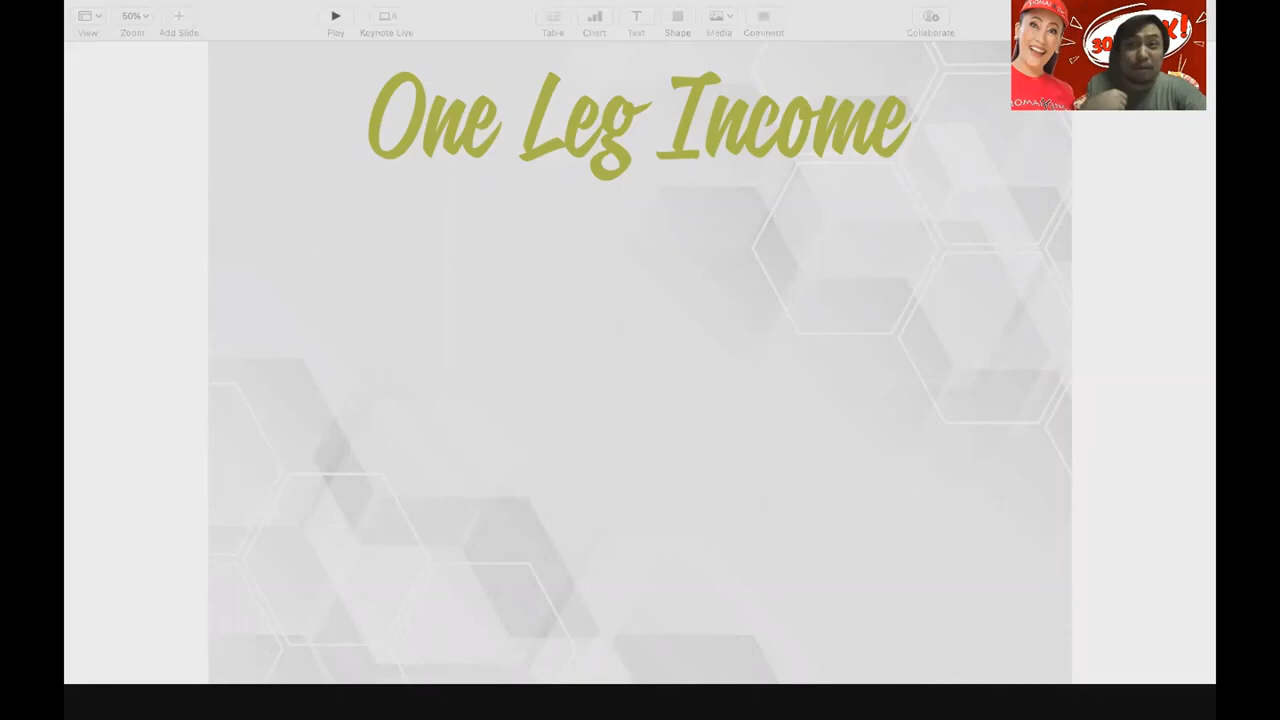 50%
View
Zoom
Add Slide
Play
Keynote Live
Table
Chart
Text
Shape
Media
Comment
Collaborate
One Leg Income